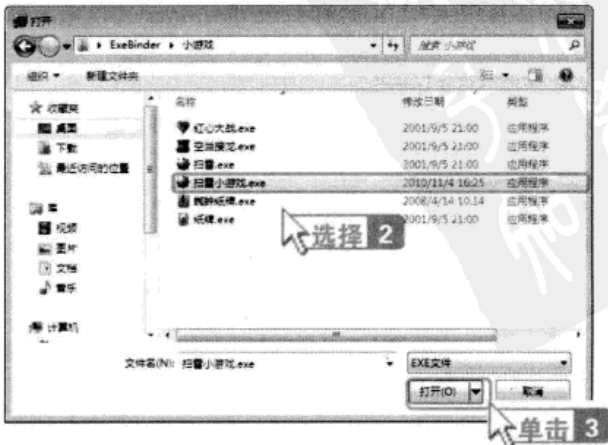 打开
ExeBinder ▸ 小游戏
搜索 小游戏
组织 新建文件夹
名称 修改日期 类型
收藏夹
桌面
下载
最近访问的位置
库
视频
图片
文档
音乐
计算机
红心大战.exe 2001/9/5 21:00 应用程序
空当接龙.exe 2001/9/5 21:00 应用程序
扫雷.exe 2001/9/5 21:00 应用程序
扫雷小游戏.exe 2010/11/4 16:25 应用程序
蜘蛛纸牌.exe 2008/4/14 10:14 应用程序
纸牌.exe 2001/9/5 21:00 应用程序
选择 2
文件名(N): 扫雷小游戏.exe
EXE文件
打开(O) 取消
单击 3